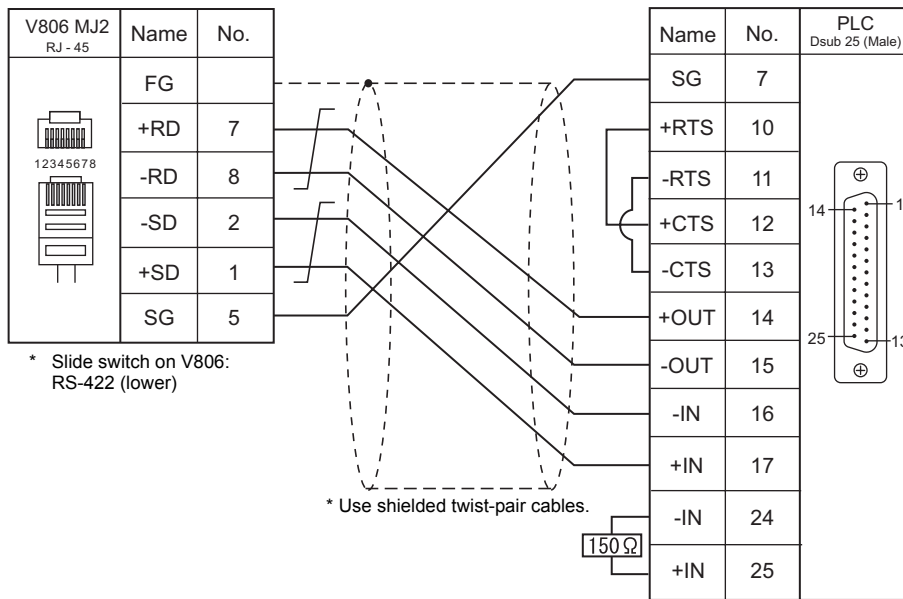 V806 MJ2
RJ - 45
Name No.
FG
+RD 7
-RD 8
-SD 2
+SD 1
SG 5
12345678
* Slide switch on V806:
RS-422 (lower)
* Use shielded twist-pair cables.
Name No.
PLC
Dsub 25 (Male)
SG 7
+RTS 10
-RTS 11
+CTS 12
-CTS 13
+OUT 14
-OUT 15
-IN 16
+IN 17
-IN 24
+IN 25
150Ω
14 1
25 13